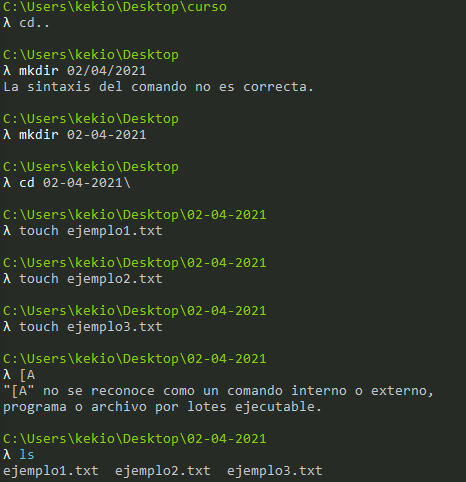 C:\Users\kekio\Desktop\curso
λ cd..
C:\Users\kekio\Desktop
λ mkdir 02/04/2021
La sintaxis del comando no es correcta.
C:\Users\kekio\Desktop
λ mkdir 02-04-2021
C:\Users\kekio\Desktop
λ cd 02-04-2021\
C:\Users\kekio\Desktop\02-04-2021
λ touch ejemplo1.txt
C:\Users\kekio\Desktop\02-04-2021
λ touch ejemplo2.txt
C:\Users\kekio\Desktop\02-04-2021
λ touch ejemplo3.txt
C:\Users\kekio\Desktop\02-04-2021
λ [A
"[A" no se reconoce como un comando interno o externo,
programa o archivo por lotes ejecutable.
C:\Users\kekio\Desktop\02-04-2021
λ ls
ejemplo1.txt  ejemplo2.txt  ejemplo3.txt